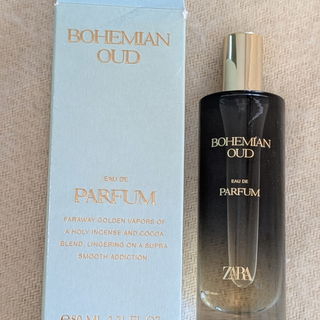 BOHEMIAN
OUD
EAU DE
PARFUM
FARAWAY GOLDEN VAPORS OF
A HOLY INCENSE AND COCOA
BLEND, LINGERING ON A SUPRA
SMOOTH ADDICTION
BOHEMIAN
OUD
EAU DE
PARFUM
ZARA